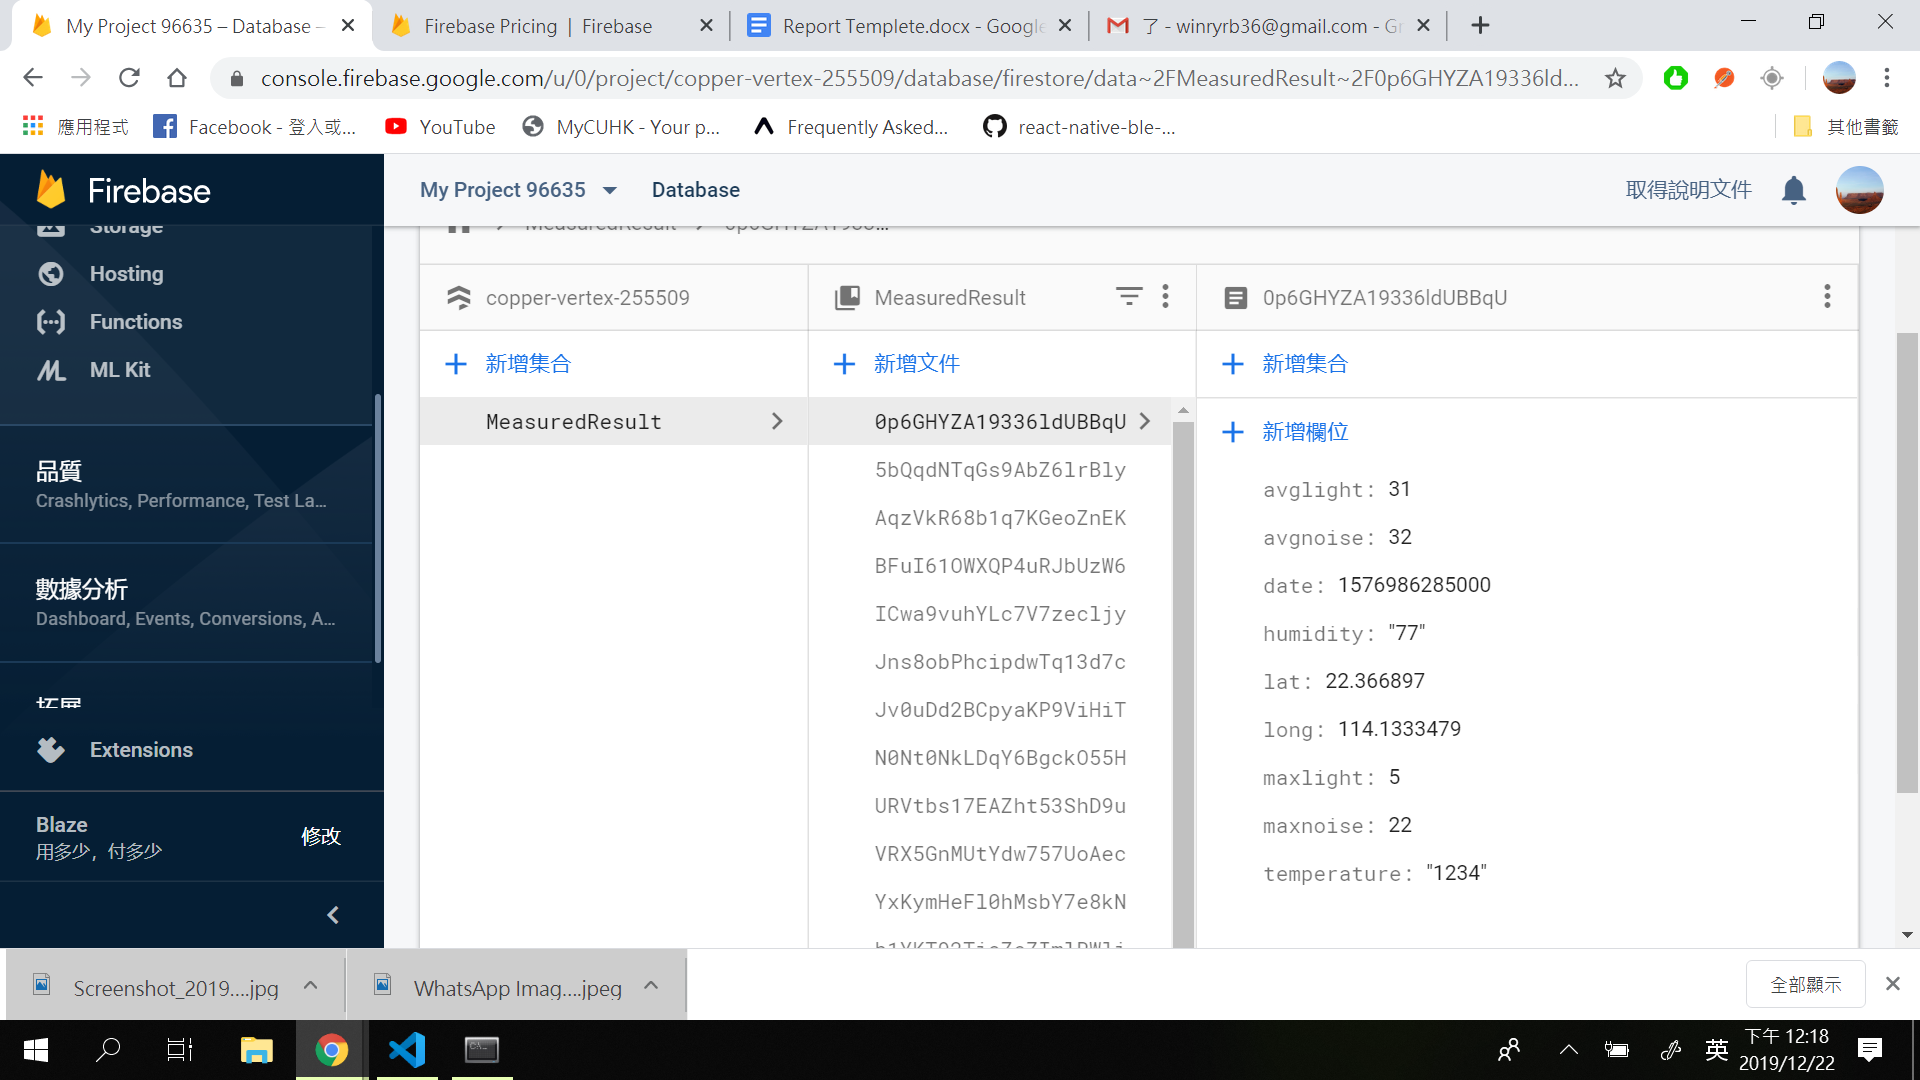 My Project 96635 – Database –
Firebase Pricing | Firebase
Report Templete.docx - Google
了 - winryrb36@gmail.com - Gr
console.firebase.google.com/u/0/project/copper-vertex-255509/database/firestore/data~2FMeasuredResult~2F0p6GHYZA19336ld...
應用程式
Facebook - 登入或...
YouTube
MyCUHK - Your p...
Frequently Asked...
react-native-ble-...
其他書籤
Firebase
My Project 96635
Database
取得說明文件
Storage
Hosting
Functions
ML Kit
品質
Crashlytics, Performance, Test La...
數據分析
Dashboard, Events, Conversions, A...
拓展
Extensions
Blaze
用多少，付多少
修改
MeasuredResult
0p6GHYZA1933...
copper-vertex-255509
MeasuredResult
0p6GHYZA19336ldUBBqU
新增集合
新增文件
新增集合
MeasuredResult
0p6GHYZA19336ldUBBqU
5bQqdNTqGs9AbZ6lrBly
AqzVkR68b1q7KGeoZnEK
BFuI61OWXQP4uRJbUzW6
ICwa9vuhYLc7V7zecljy
Jns8obPhcipdwTq13d7c
Jv0uDd2BCpyaKP9ViHiT
N0Nt0NkLDqY6BgckO55H
URVtbs17EAZht53ShD9u
VRX5GnMUtYdw757UoAec
YxKymHeFl0hMsbY7e8kN
新增欄位
avglight: 31
avgnoise: 32
date: 1576986285000
humidity: "77"
lat: 22.366897
long: 114.1333479
maxlight: 5
maxnoise: 22
temperature: "1234"
Screenshot_2019....jpg
WhatsApp Imag....jpeg
全部顯示
英
下午 12:18
2019/12/22